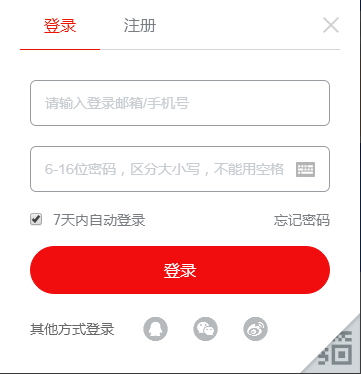 登录 注册
请输入登录邮箱/手机号
6-16位密码，区分大小写，不能用空格
7天内自动登录 忘记密码
登录
其他方式登录